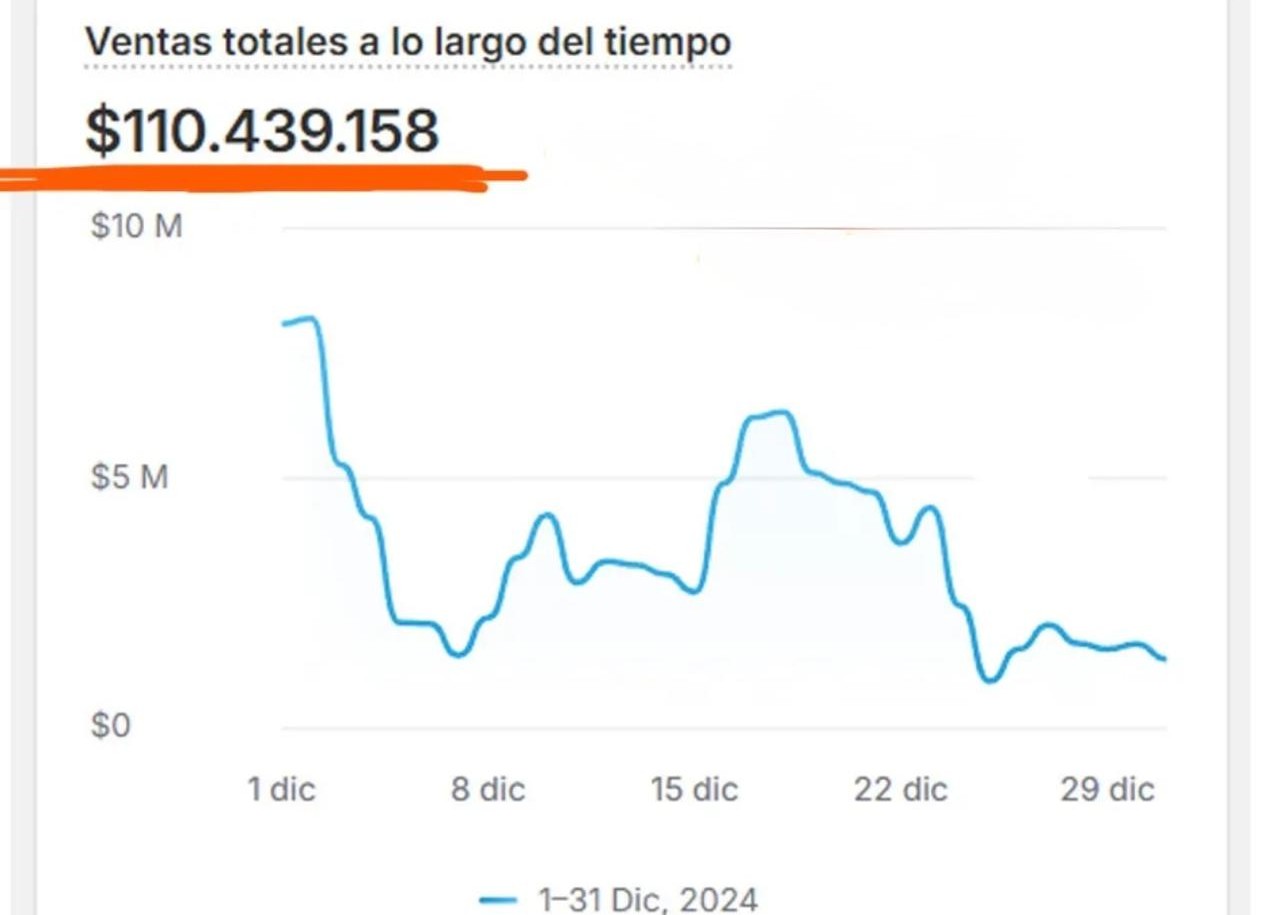 Ventas totales a lo largo del tiempo
$110.439.158
$10 M
$5 M
$0
1 dic 8 dic 15 dic 22 dic 29 dic
1–31 Dic, 2024